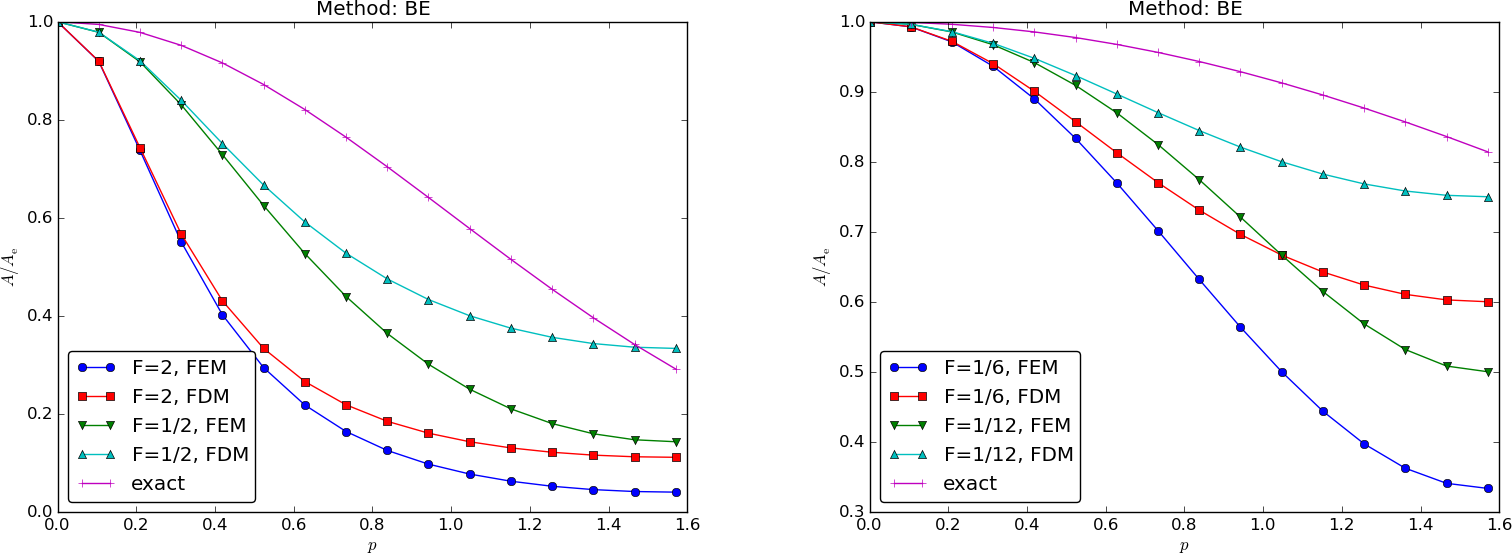 Method: BE
1.0
0.8
0.6
0.4
0.2
0.0
A/Ae
F=2, FEM
F=2, FDM
F=1/2, FEM
F=1/2, FDM
exact
0.0 0.2 0.4 0.6 0.8 1.0 1.2 1.4 1.6
p
Method: BE
1.0
0.9
0.8
0.7
0.6
0.5
0.4
0.3
A/Ae
F=1/6, FEM
F=1/6, FDM
F=1/12, FEM
F=1/12, FDM
exact
0.0 0.2 0.4 0.6 0.8 1.0 1.2 1.4 1.6
p